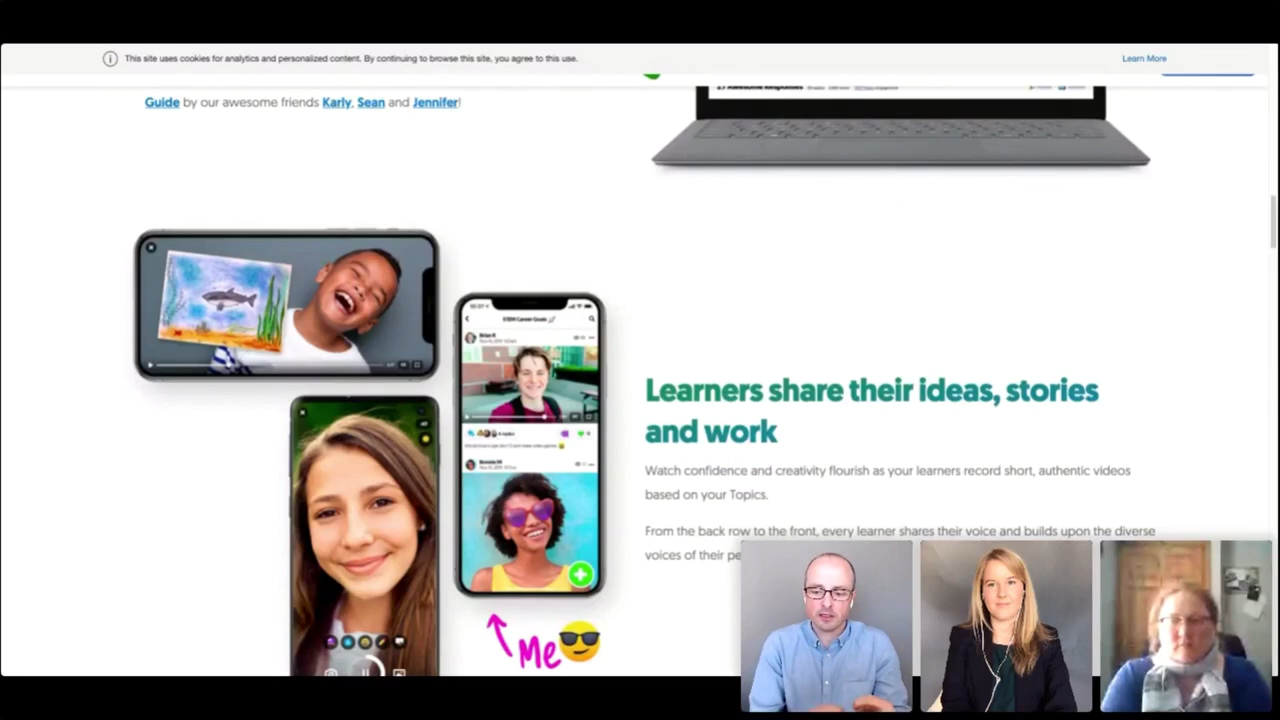 This site uses cookies for analytics and personalized content. By continuing to browse this site, you agree to this use.
Learn More
Guide by our awesome friends Karly, Sean and Jennifer!
STEM Career Goals
Learners share their ideas, stories
and work
Watch confidence and creativity flourish as your learners record short, authentic videos
based on your Topics.
From the back row to the front, every learner shares their voice and builds upon the diverse
voices of their
Me